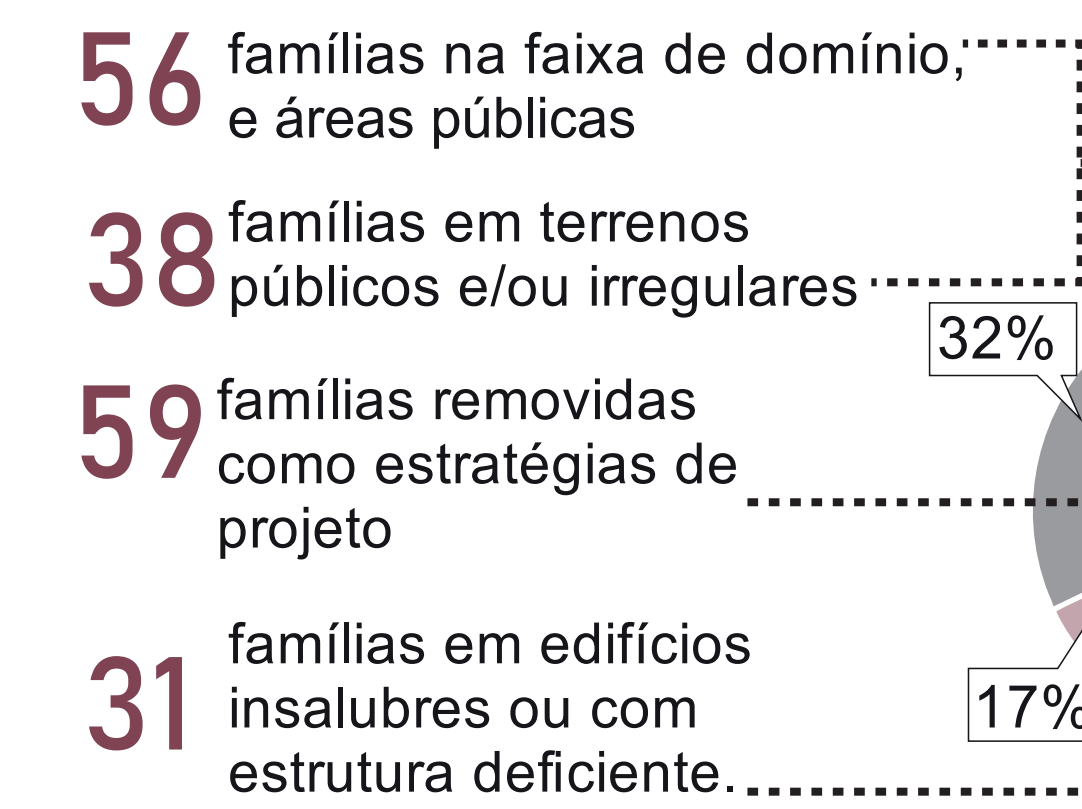 56 famílias na faixa de domínio,
e áreas públicas
38 famílias em terrenos
públicos e/ou irregulares
32%
59 famílias removidas
como estratégias de
projeto
31 famílias em edifícios
insalubres ou com
estrutura deficiente.
17%